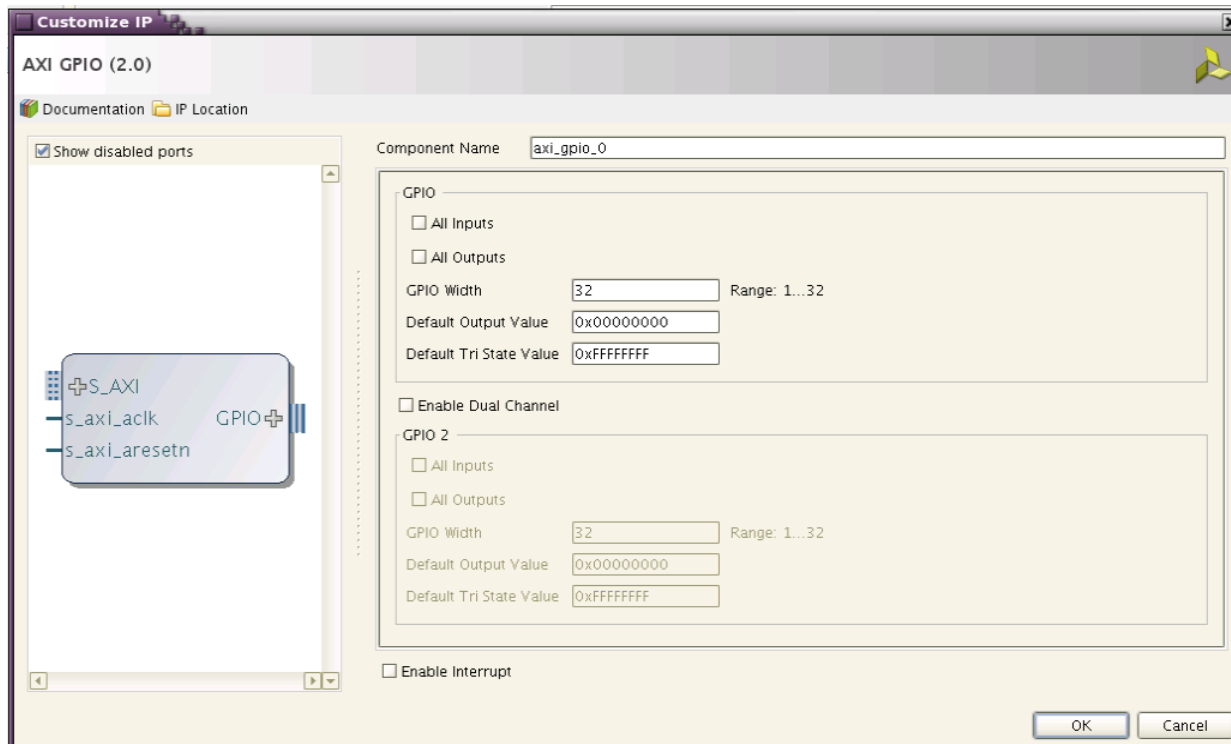 Customize IP
AXI GPIO (2.0)
Documentation IP Location
Show disabled ports
S_AXI
s_axi_aclk GPIO
s_axi_aresetn
Component Name axi_gpio_0
GPIO
All Inputs
All Outputs
GPIO Width 32 Range: 1...32
Default Output Value 0x00000000
Default Tri State Value 0xFFFFFFFF
Enable Dual Channel
GPIO 2
All Inputs
All Outputs
GPIO Width 32 Range: 1...32
Default Output Value 0x00000000
Default Tri State Value 0xFFFFFFFF
Enable Interrupt
OK Cancel